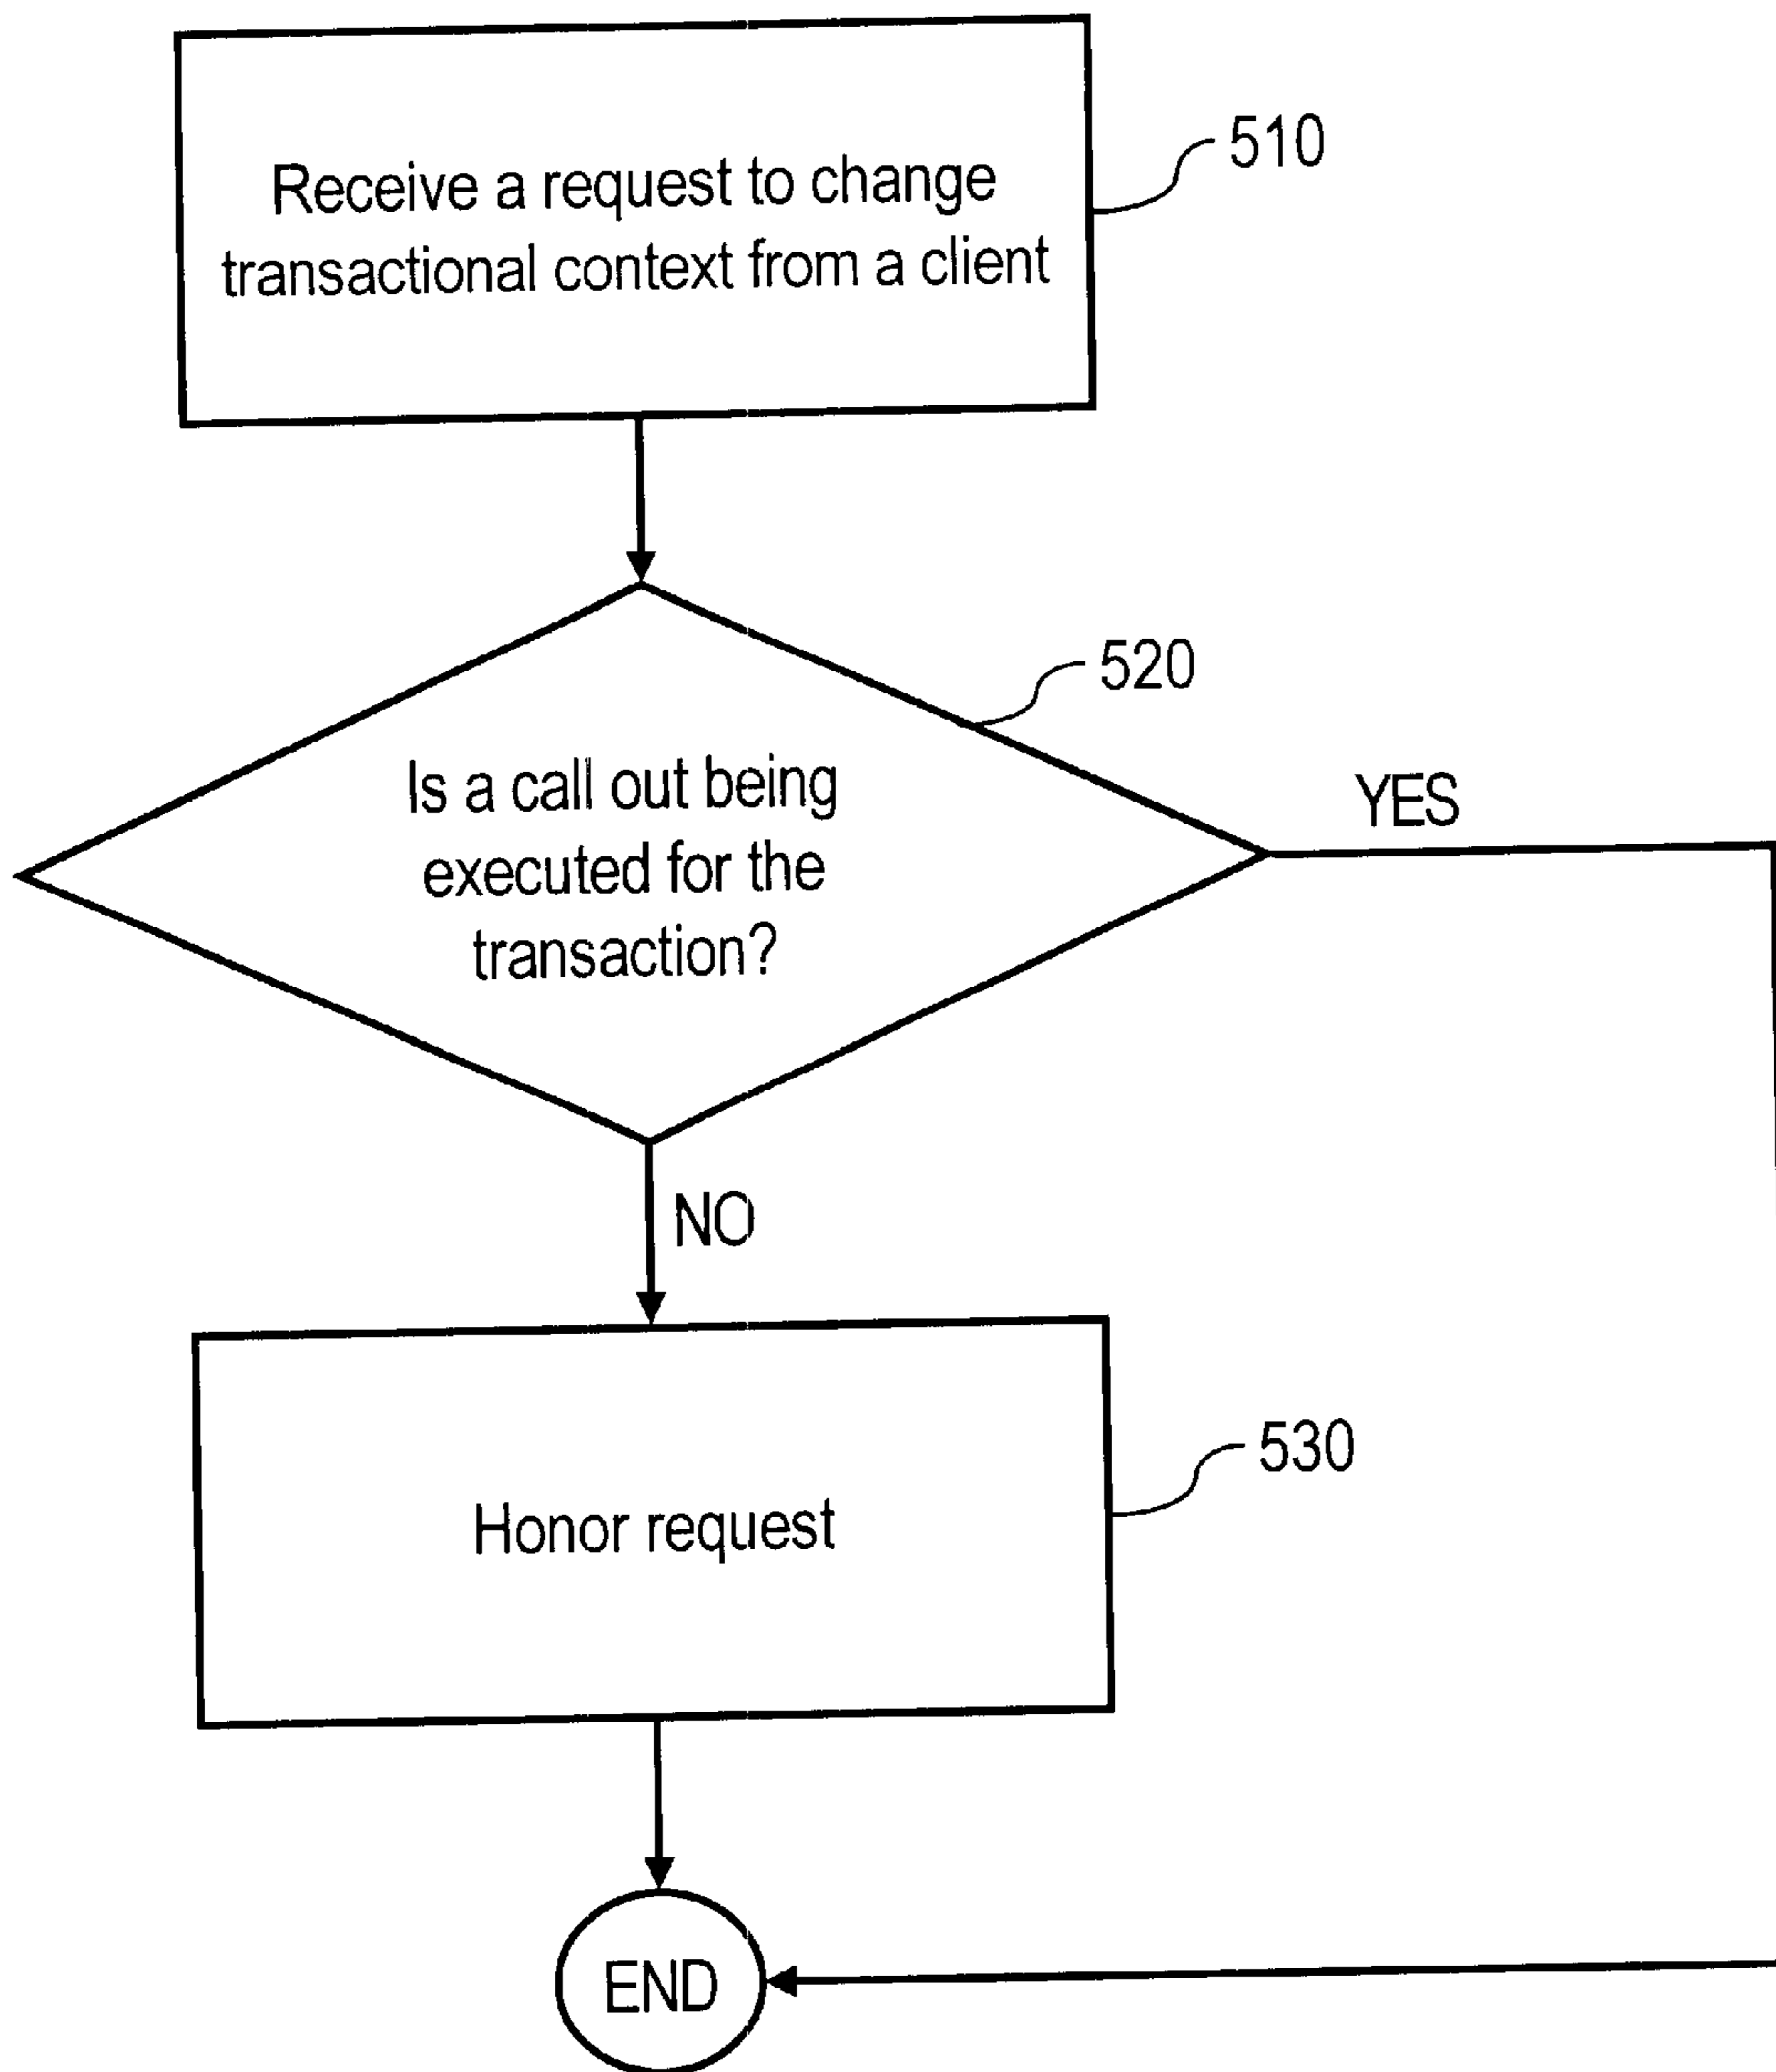 Receive a request to change
transactional context from a client
510
520
Is a call out being
executed for the
transaction?
YES
NO
Honor request
530
END